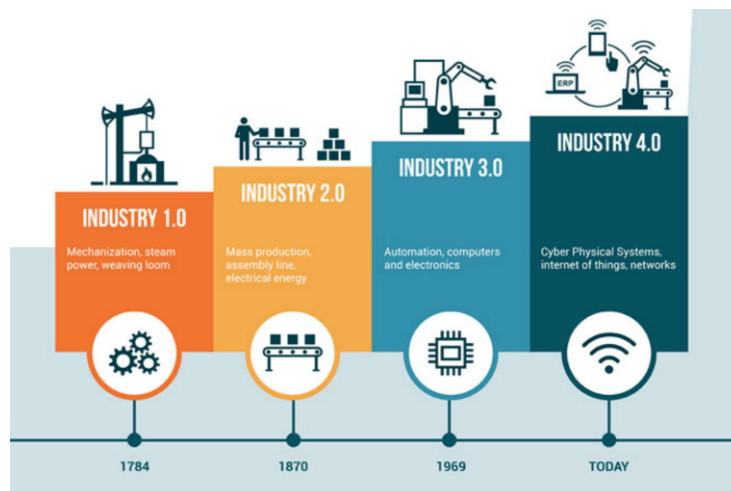 ERP
INDUSTRY 1.0
Mechanization, steam
power, weaving loom
INDUSTRY 2.0
Mass production,
assembly line,
electrical energy
INDUSTRY 3.0
Automation, computers
and electronics
INDUSTRY 4.0
Cyber Physical Systems,
internet of things, networks
1784
1870
1969
TODAY